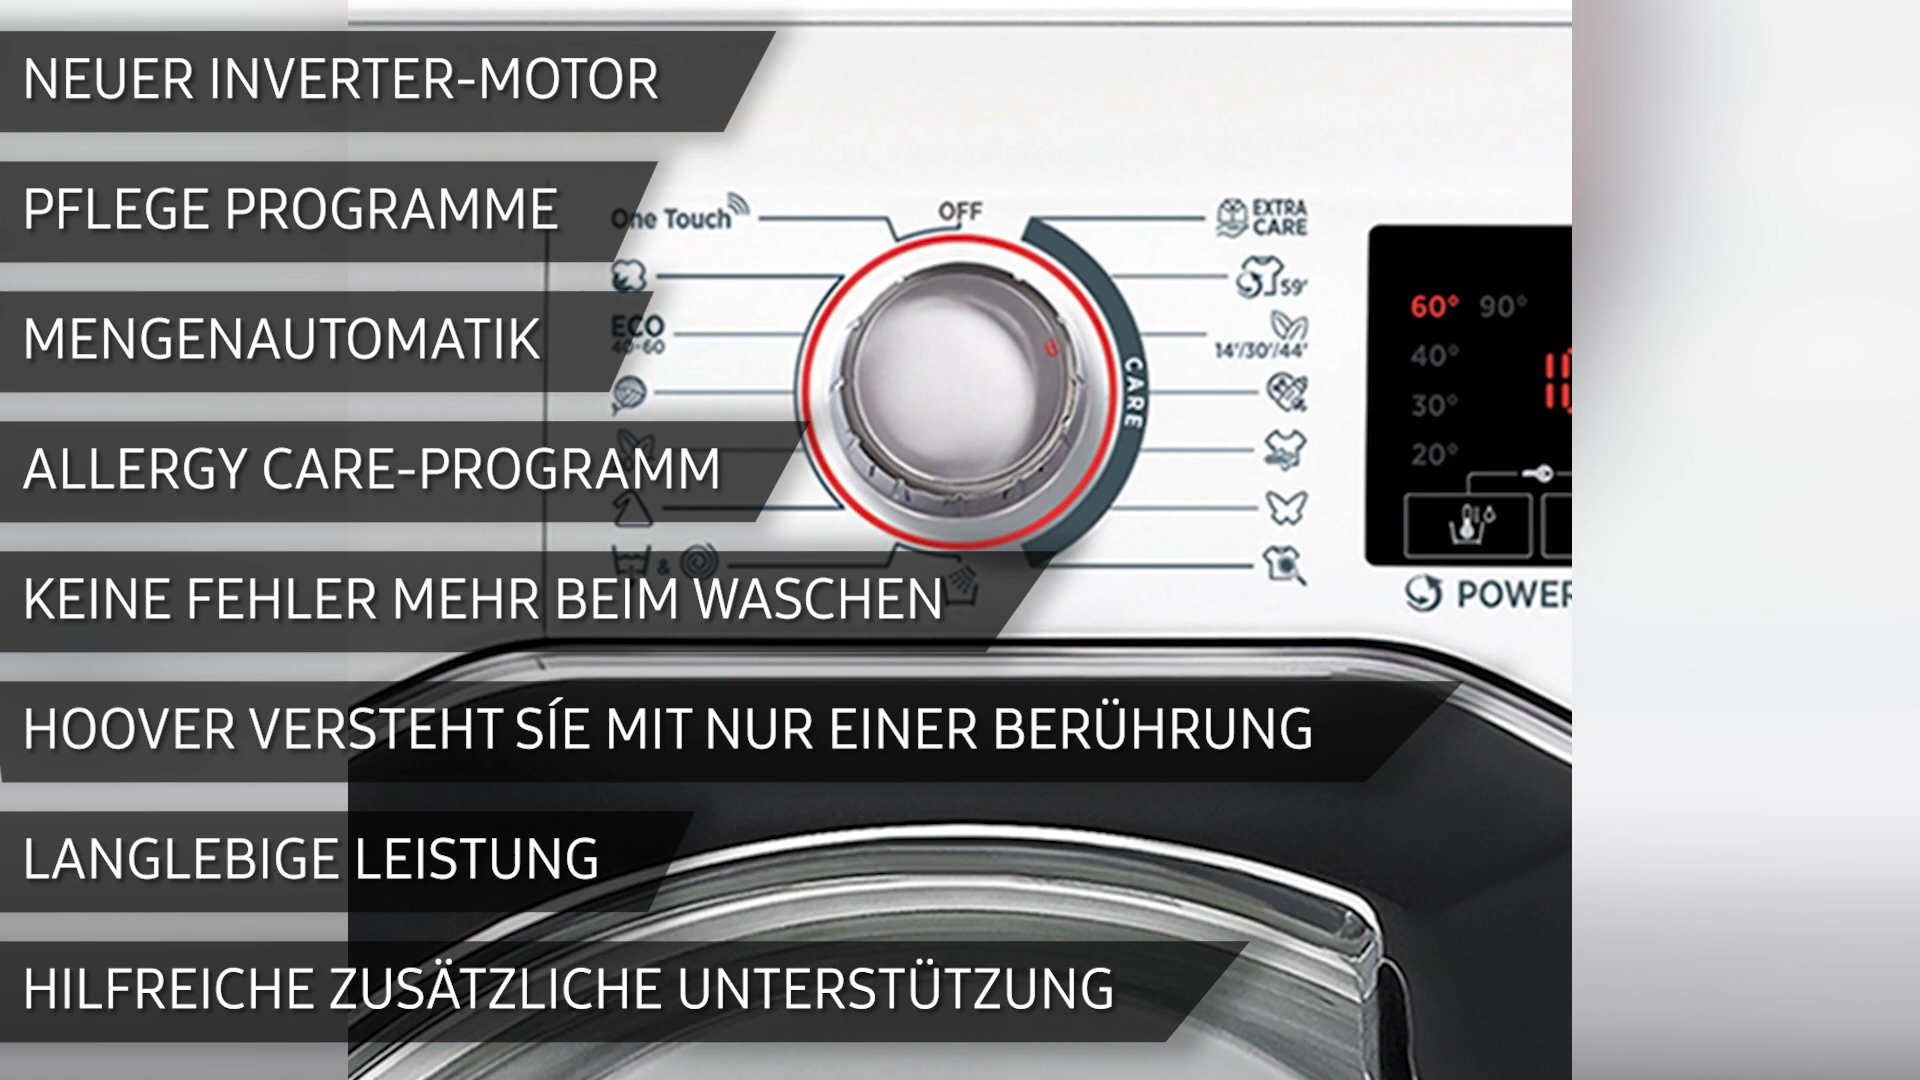 NEUER INVERTER-MOTOR
PFLEGE PROGRAMME
MENGENAUTOMATIK
ALLERGY CARE-PROGRAMM
KEINE FEHLER MEHR BEIM WASCHEN
HOOVER VERSTEHT SÍE MIT NUR EINER BERÜHRUNG
LANGLEBIGE LEISTUNG
HILFREICHE ZUSÄTZLICHE UNTERSTÜTZUNG
One Touch
OFF
EXTRA
CARE
59'
ECO
40-60
14'/30'/44'
CARE
&
60° 90°
40°
30°
20°
POWER